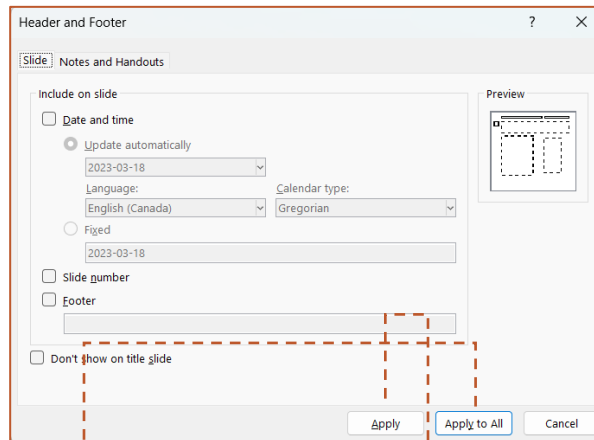 Header and Footer ? X
Slide Notes and Handouts
Include on slide
Preview
Date and time
Update automatically
2023-03-18
Language: Calendar type:
English (Canada) Gregorian
Fixed
2023-03-18
Slide number
Footer
Don't show on title slide
Apply Apply to All Cancel